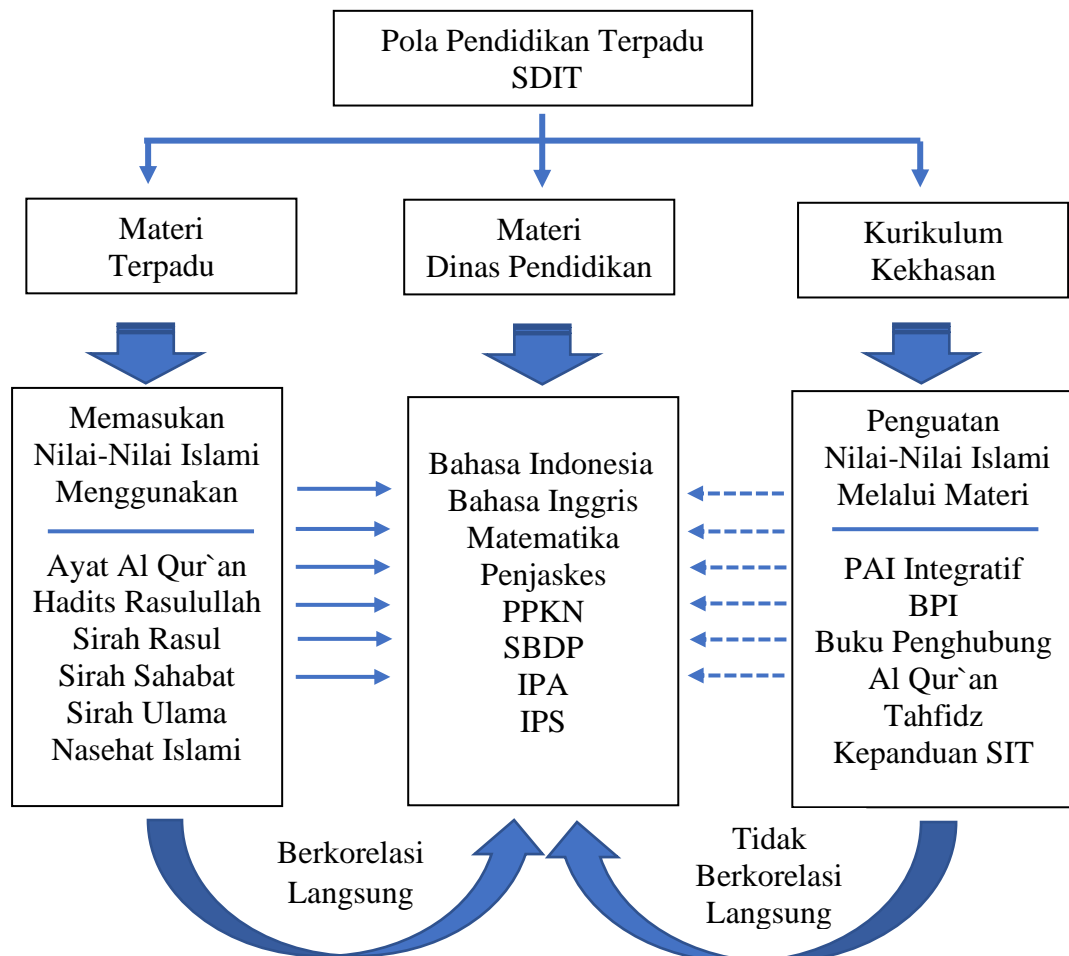 Pola Pendidikan Terpadu
SDIT
Materi
Terpadu
Materi
Dinas Pendidikan
Kurikulum
Kekhasan
Memasukan
Nilai-Nilai Islami
Menggunakan
Ayat Al Qur`an
Hadits Rasulullah
Sirah Rasul
Sirah Sahabat
Sirah Ulama
Nasehat Islami
Bahasa Indonesia
Bahasa Inggris
Matematika
Penjaskes
PPKN
SBDP
IPA
IPS
Penguatan
Nilai-Nilai Islami
Melalui Materi
PAI Integratif
BPI
Buku Penghubung
Al Qur`an
Tahfidz
Kepanduan SIT
Berkorelasi
Langsung
Tidak
Berkorelasi
Langsung